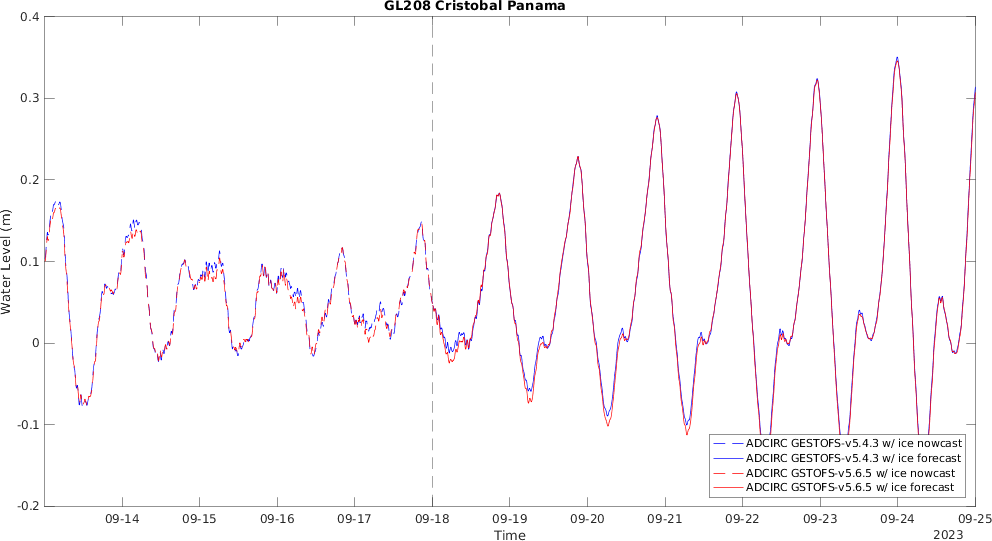 GL208 Cristobal Panama
Water Level (m)
0.4
0.3
0.2
0.1
0
-0.1
-0.2
ADCIRC GESTOFS-v5.4.3 w/ ice nowcast
ADCIRC GESTOFS-v5.4.3 w/ ice forecast
ADCIRC GSTOFS-v5.6.5 w/ ice nowcast
ADCIRC GSTOFS-v5.6.5 w/ ice forecast
09-14 09-15 09-16 09-17 09-18 09-19 09-20 09-21 09-22 09-23 09-24 09-25
Time
2023